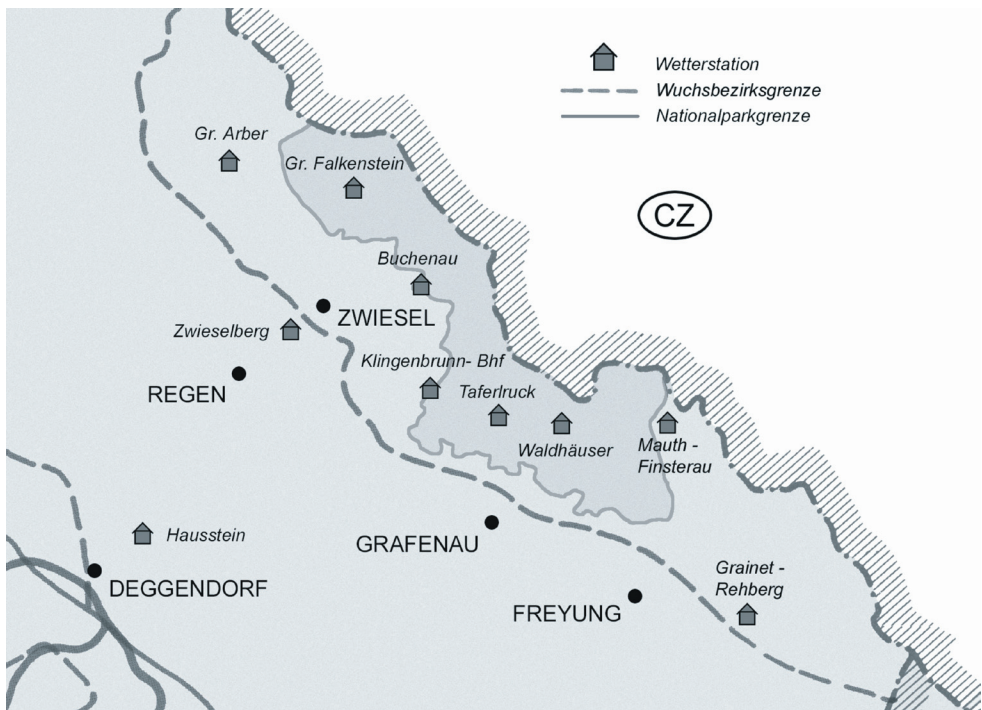 Wetterstation
Wuchsbezirksgrenze
Nationalparkgrenze
Gr. Arber
Gr. Falkenstein
CZ
Buchenau
ZWIESEL
Zwieselberg
Klingenbrunn- Bhf
REGEN
Taferlruck
Waldhäuser
Mauth -
Finsterau
Hausstein
GRAFENAU
DEGGENDORF
Grainet -
Rehberg
FREYUNG